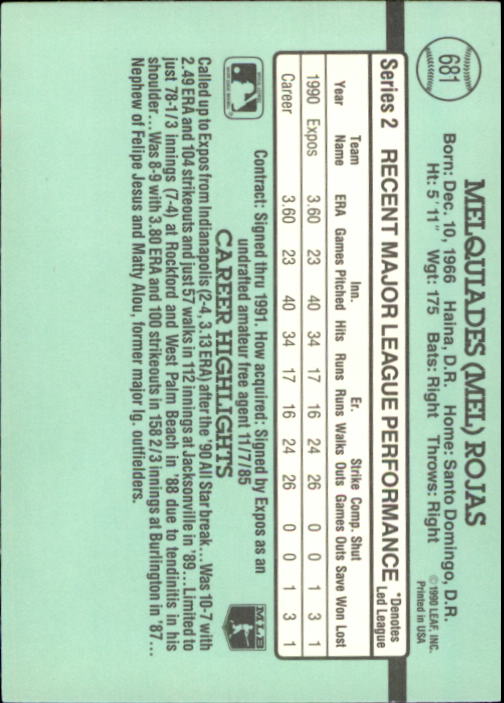 681
MELQUIADES (MEL) ROJAS
Born: Dec. 10, 1966 Haina, D.R. Home: Santo Domingo, D.R.
Ht: 5'11" Wgt: 175 Bats: Right Throws: Right
© 1990 LEAF, INC.
Printed in USA
Series 2 RECENT MAJOR LEAGUE PERFORMANCE *Denotes Led League
Team Inn. Er. Strike Comp. Shut
Year Name ERA Games Pitched Hits Runs Runs Walks Outs Games Outs Save Won Lost
1990 Expos 3.60 23 40 34 17 16 24 26 0 0 1 3 1
Career 3.60 23 40 34 17 16 24 26 0 0 1 3 1
Contract: Signed thru 1991. How acquired: Signed by Expos as an
undrafted amateur free agent 11/7/85
CAREER HIGHLIGHTS
MLB
Called up to Expos from Indianapolis (2-4, 3.13 ERA) after the '90 All Star break... Was 10-7 with
2.49 ERA and 104 strikeouts and just 57 walks in 112 innings at Jacksonville in '89... Limited to
just 78-1/3 innings (7-4) at Rockford and West Palm Beach in '88 due to tendinitis in his
shoulder... Was 8-9 with 3.80 ERA and 100 strikeouts in 158 2/3 innings at Burlington in '87...
Nephew of Felipe Jesus and Matty Alou, former major lg. outfielders.